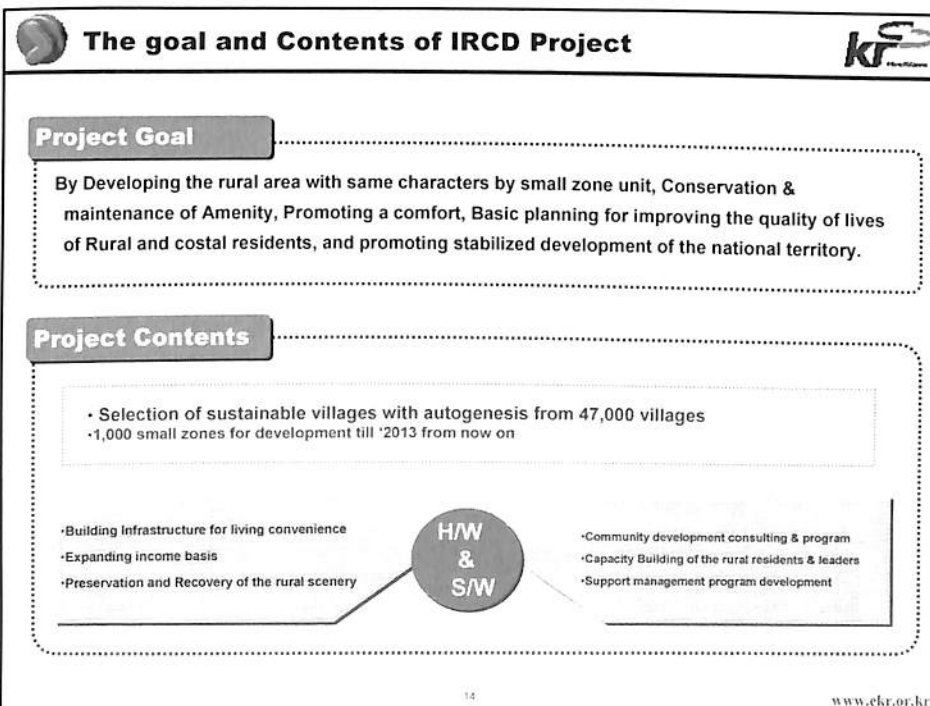 The goal and Contents of IRCD Project
kr
Project Goal
By Developing the rural area with same characters by small zone unit, Conservation &
maintenance of Amenity, Promoting a comfort, Basic planning for improving the quality of lives
of Rural and costal residents, and promoting stabilized development of the national territory.
Project Contents
· Selection of sustainable villages with autogenesis from 47,000 villages
·1,000 small zones for development till '2013 from now on
·Building Infrastructure for living convenience
·Expanding income basis
·Preservation and Recovery of the rural scenery
H/W
&
S/W
·Community development consulting & program
·Capacity Building of the rural residents & leaders
·Support management program development
14
www.ekr.or.kr